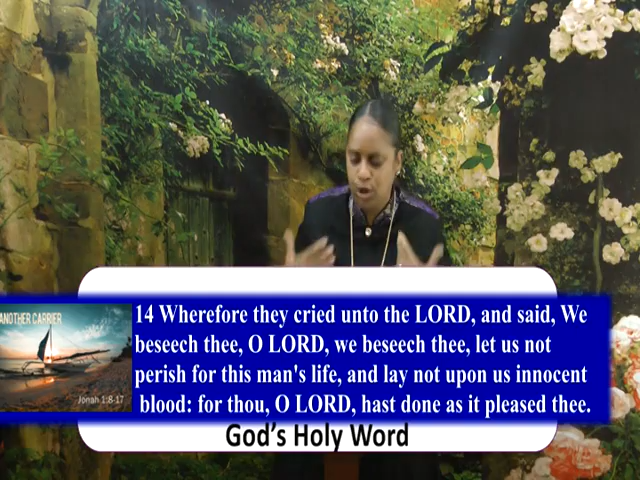 ANOTHER CARRIER
Jonah 1:8-17
14 Wherefore they cried unto the LORD, and said, We
beseech thee, O LORD, we beseech thee, let us not
perish for this man's life, and lay not upon us innocent
blood: for thou, O LORD, hast done as it pleased thee.
God's Holy Word